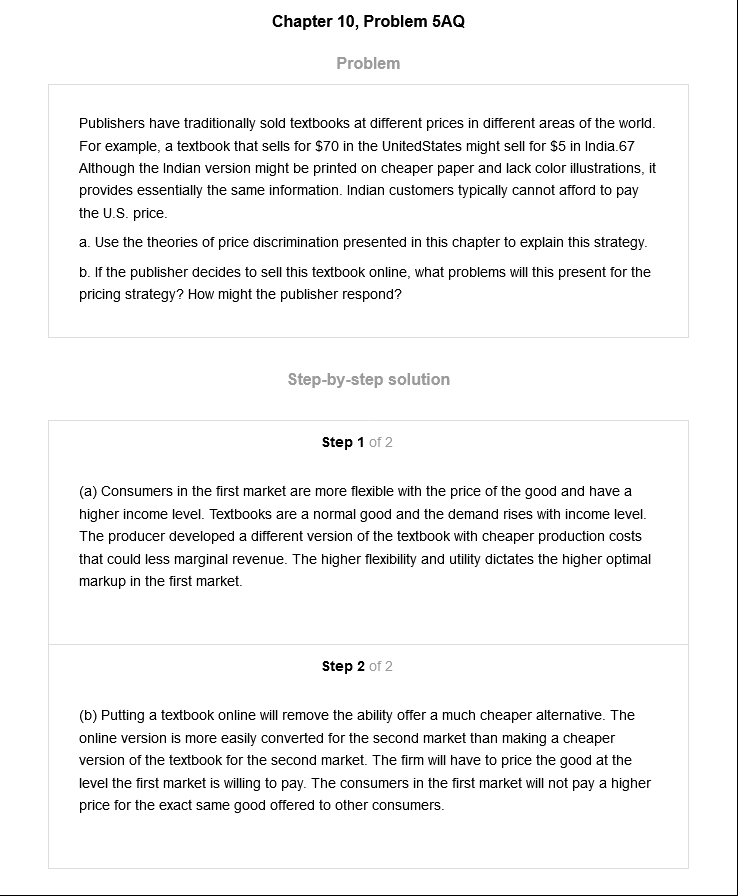 Chapter 10, Problem 5AQ
Problem
Publishers have traditionally sold textbooks at different prices in different areas of the world.
For example, a textbook that sells for $70 in the UnitedStates might sell for $5 in India.67
Although the Indian version might be printed on cheaper paper and lack color illustrations, it
provides essentially the same information. Indian customers typically cannot afford to pay
the U.S. price.
a. Use the theories of price discrimination presented in this chapter to explain this strategy.
b. If the publisher decides to sell this textbook online, what problems will this present for the
pricing strategy? How might the publisher respond?
Step-by-step solution
Step 1 of 2
(a) Consumers in the first market are more flexible with the price of the good and have a
higher income level. Textbooks are a normal good and the demand rises with income level.
The producer developed a different version of the textbook with cheaper production costs
that could less marginal revenue. The higher flexibility and utility dictates the higher optimal
markup in the first market.
Step 2 of 2
(b) Putting a textbook online will remove the ability offer a much cheaper alternative. The
online version is more easily converted for the second market than making a cheaper
version of the textbook for the second market. The firm will have to price the good at the
level the first market is willing to pay. The consumers in the first market will not pay a higher
price for the exact same good offered to other consumers.